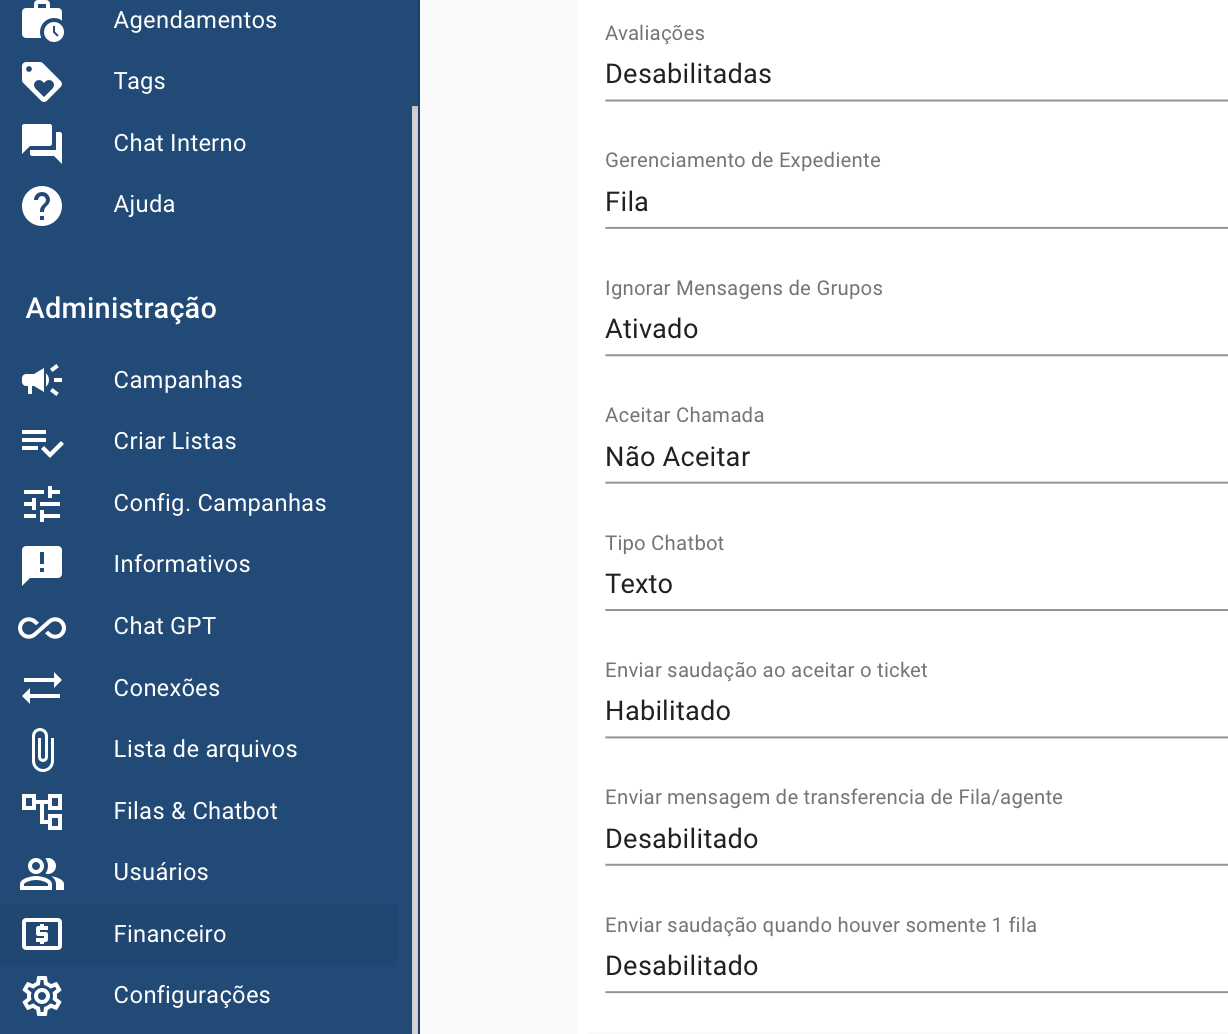 Agendamentos
Tags
Chat Interno
Ajuda
Administração
Campanhas
Criar Listas
Config. Campanhas
Informativos
Chat GPT
Conexões
Lista de arquivos
Filas & Chatbot
Usuários
Financeiro
Configurações
Avaliações
Desabilitadas
Gerenciamento de Expediente
Fila
Ignorar Mensagens de Grupos
Ativado
Aceitar Chamada
Não Aceitar
Tipo Chatbot
Texto
Enviar saudação ao aceitar o ticket
Habilitado
Enviar mensagem de transferencia de Fila/agente
Desabilitado
Enviar saudação quando houver somente 1 fila
Desabilitado